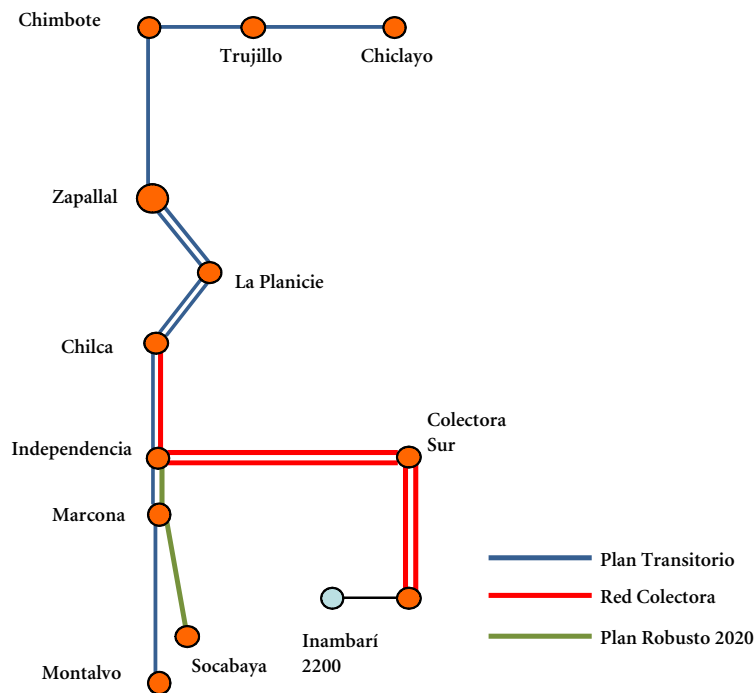 Chimbote
Trujillo
Chiclayo
Zapallal
La Planicie
Chilca
Colectora
Sur
Independencia
Marcona
Plan Transitorio
Red Colectora
Inambarí
2200
Plan Robusto 2020
Socabaya
Montalvo